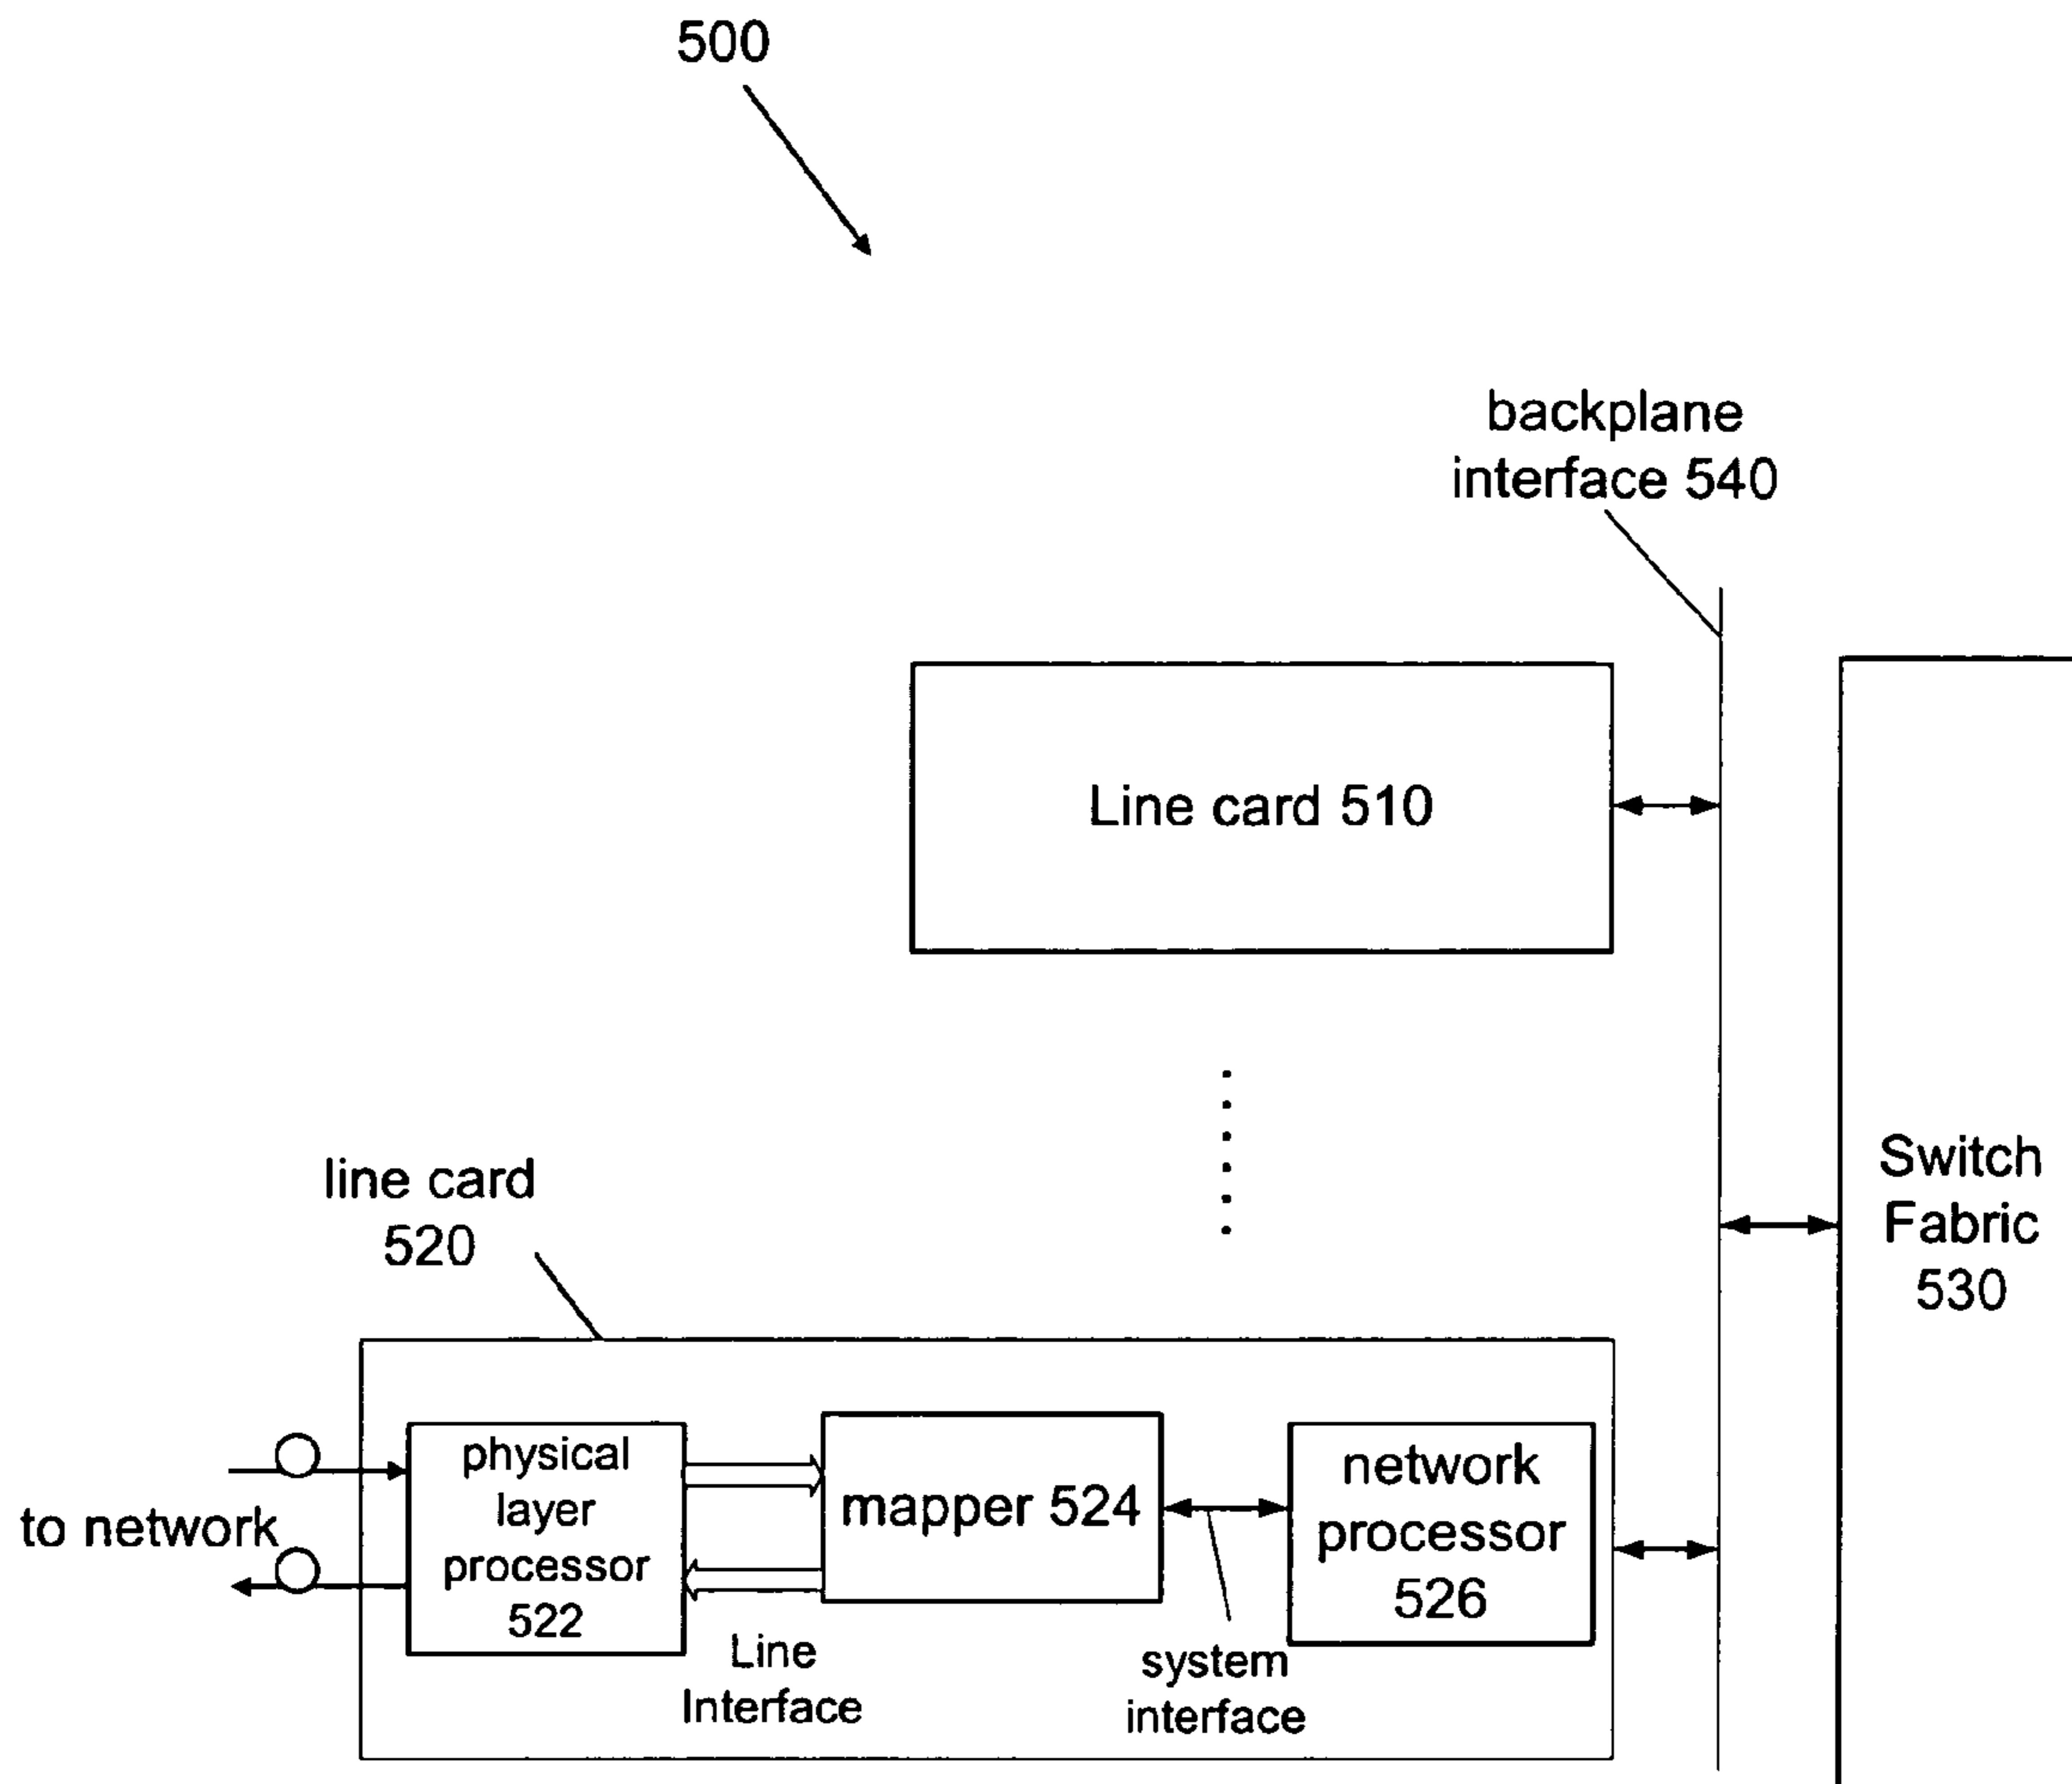 500
backplane
interface 540
Line card 510
Switch
Fabric
530
line card
520
physical
layer
processor
522
mapper 524
network
processor
526
to network
Line
Interface
system
interface